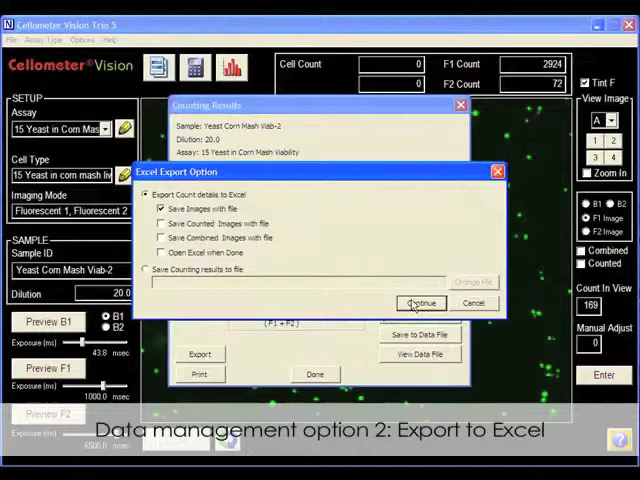 Cellometer Vision Trio 5
File Assay Type Options Help
Cellometer® Vision
Cell Count 0 F1 Count 2924
0 F2 Count 72
Tint F
View Image
A
1 2
3 4
Zoom In
B1 B2
F1 Image
F2 Image
Combined
Counted
Count In View
169
Manual Adjust
0
Enter
SETUP
Assay
15 Yeast in Corn Mas
Cell Type
15 Yeast in corn mash liv
Imaging Mode
Fluorescent 1, Fluorescent 2
SAMPLE
Sample ID
Yeast Corn Mash Viab-2
Dilution 20.0
Preview B1 B1
B2
Exposure (ms) 43.8 msec
Preview F1
Exposure (ms) 1000.0 msec
Preview F2
Exposure (ms) 6500.0 msec
Counting Results
Sample: Yeast Corn Mash Viab-2
Dilution: 20.0
Assay: 15 Yeast in Corn Mash Viability
Excel Export Option
Export Count details to Excel
Save Images with file
Save Counted Images with file
Save Combined Images with file
Open Excel when Done
Save Counting results to file
Change File
Continue Cancel
(F1+F2)
Save to Data File
Export View Data File
Print Done
Data management option 2: Export to Excel